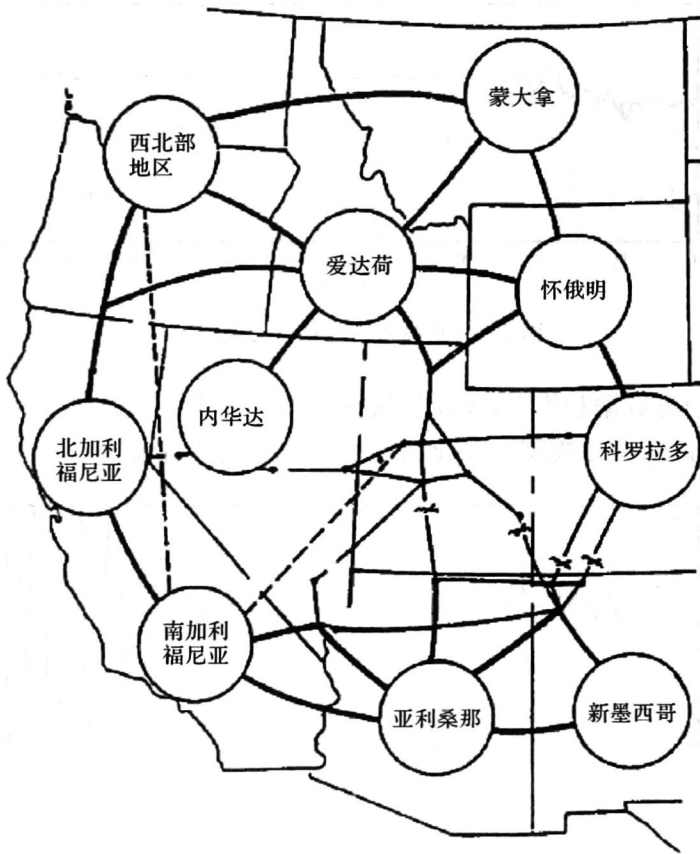 蒙大拿
西北部
地区
爱达荷
怀俄明
内华达
科罗拉多
北加利
福尼亚
南加利
福尼亚
亚利桑那
新墨西哥